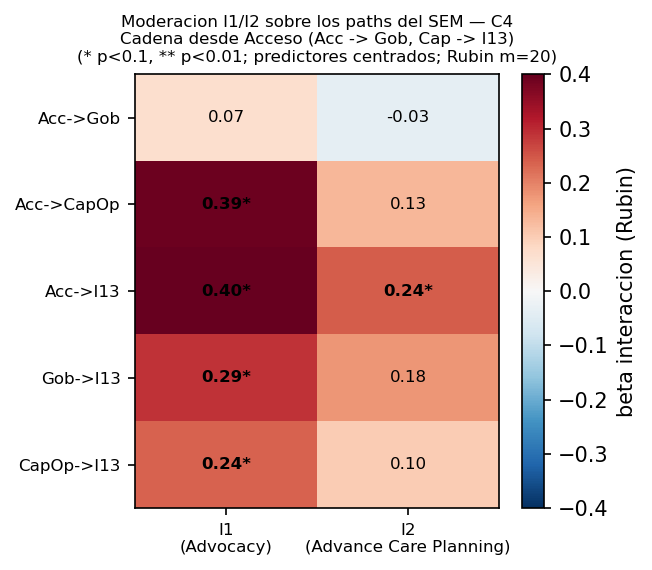 Moderacion I1/I2 sobre los paths del SEM — C4
Cadena desde Acceso (Acc -> Gob, Cap -> I13)
(* p<0.1, ** p<0.01; predictores centrados; Rubin m=20)
Acc->Gob
0.07
-0.03
Acc->CapOp
0.39*
0.13
Acc->I13
0.40*
0.24*
Gob->I13
0.29*
0.18
CapOp->I13
0.24*
0.10
I1
(Advocacy)
I2
(Advance Care Planning)
0.4
0.3
0.2
0.1
0.0
−0.1
−0.2
−0.3
−0.4
beta interaccion (Rubin)